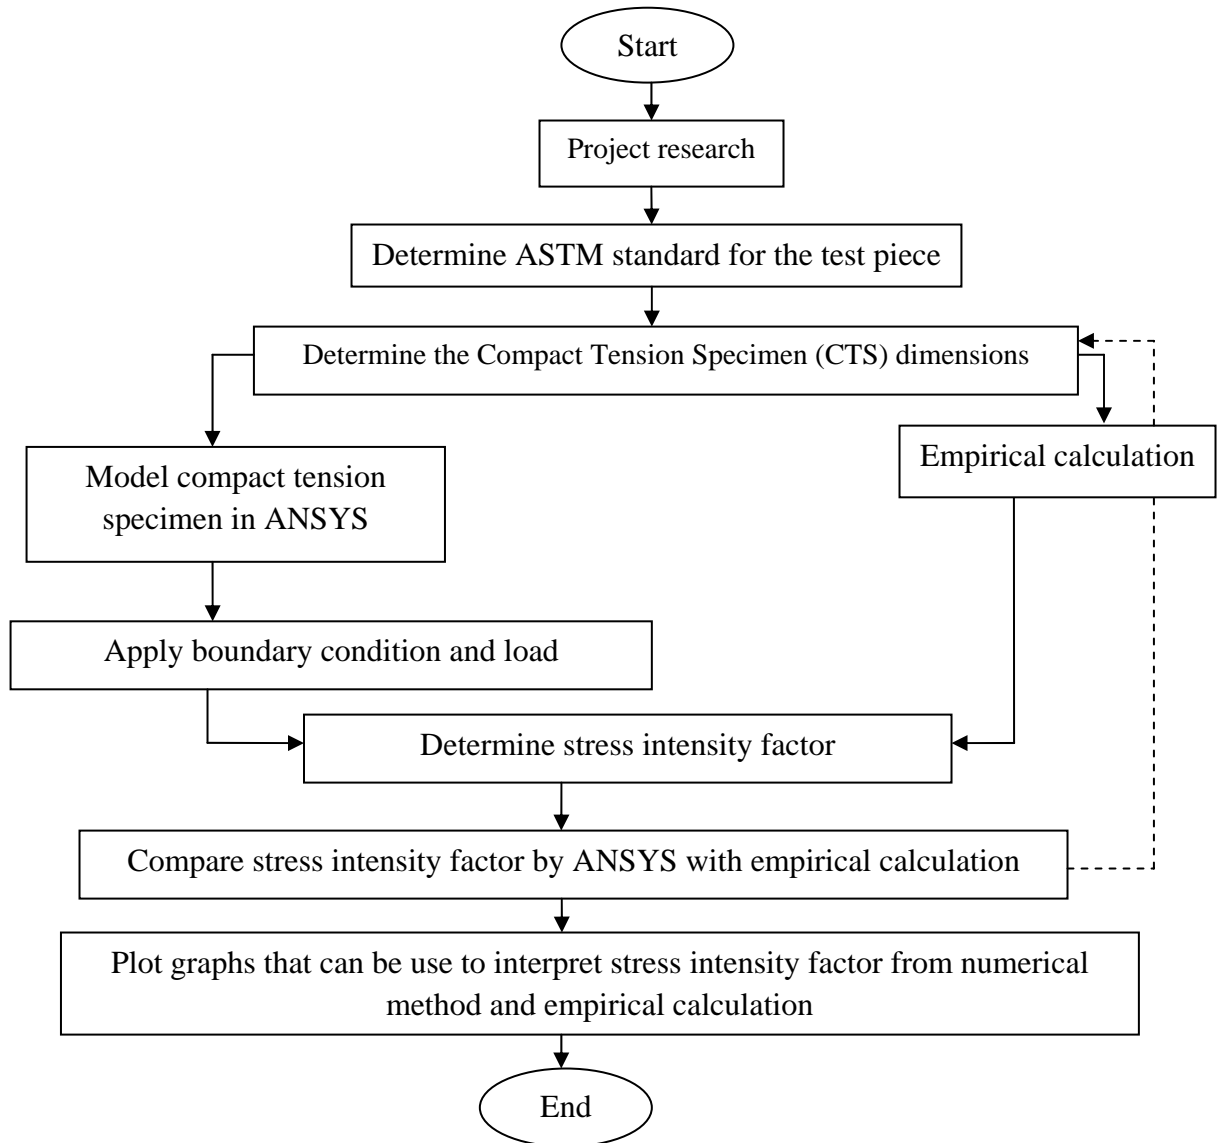 Start
Project research
Determine ASTM standard for the test piece
Determine the Compact Tension Specimen (CTS) dimensions
Model compact tension
specimen in ANSYS
Empirical calculation
Apply boundary condition and load
Determine stress intensity factor
Compare stress intensity factor by ANSYS with empirical calculation
Plot graphs that can be use to interpret stress intensity factor from numerical
method and empirical calculation
End